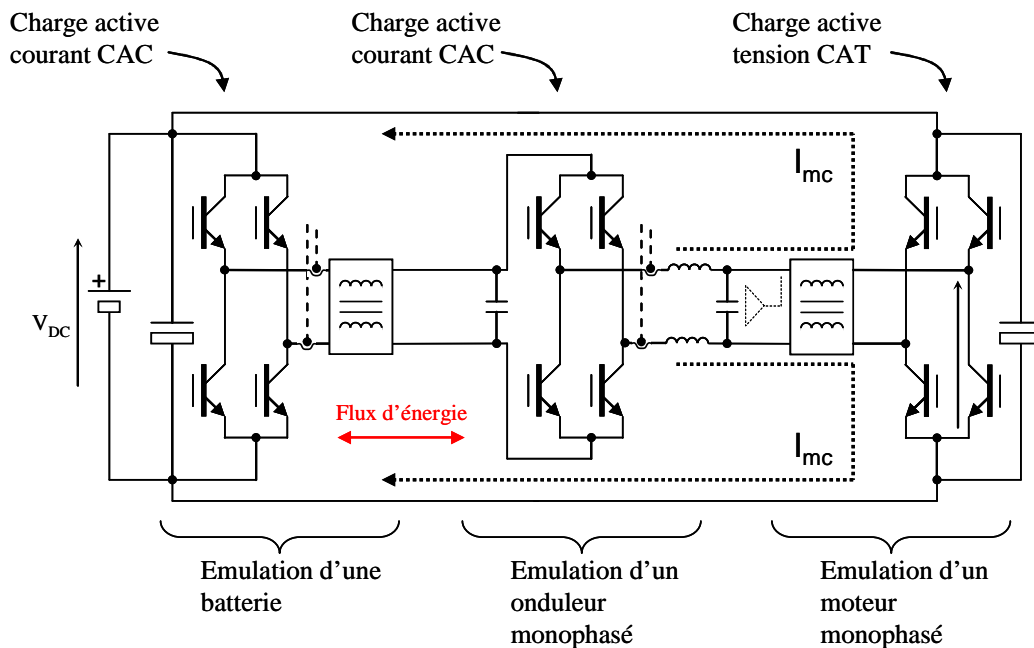 Charge active
courant CAC
Charge active
courant CAC
Charge active
tension CAT
Imc
+
VDC
Flux d'énergie
Imc
Emulation d'une
batterie
Emulation d'un
onduleur
monophasé
Emulation d'un
moteur
monophasé